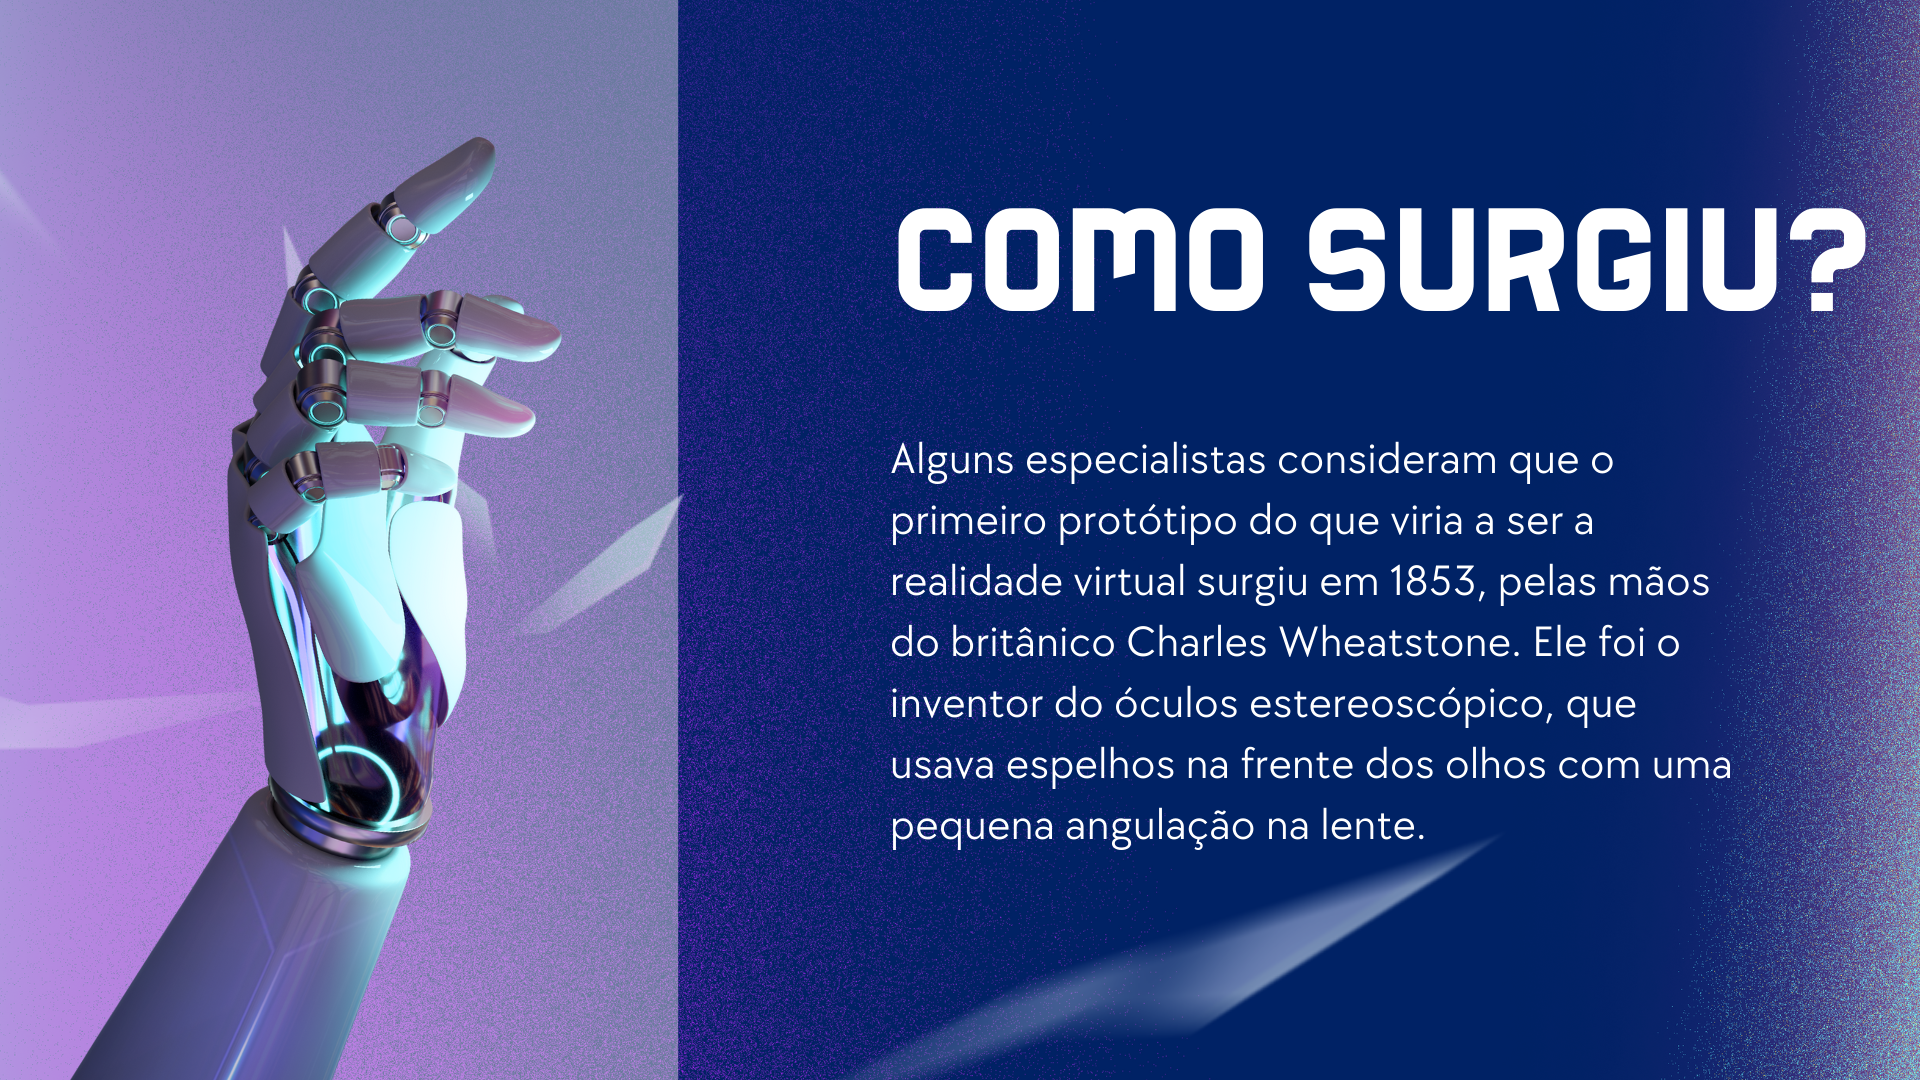 COMO SURGIU?
Alguns especialistas consideram que o
primeiro protótipo do que viria a ser a
realidade virtual surgiu em 1853, pelas mãos
do britânico Charles Wheatstone. Ele foi o
inventor do óculos estereoscópico, que
usava espelhos na frente dos olhos com uma
pequena angulação na lente.